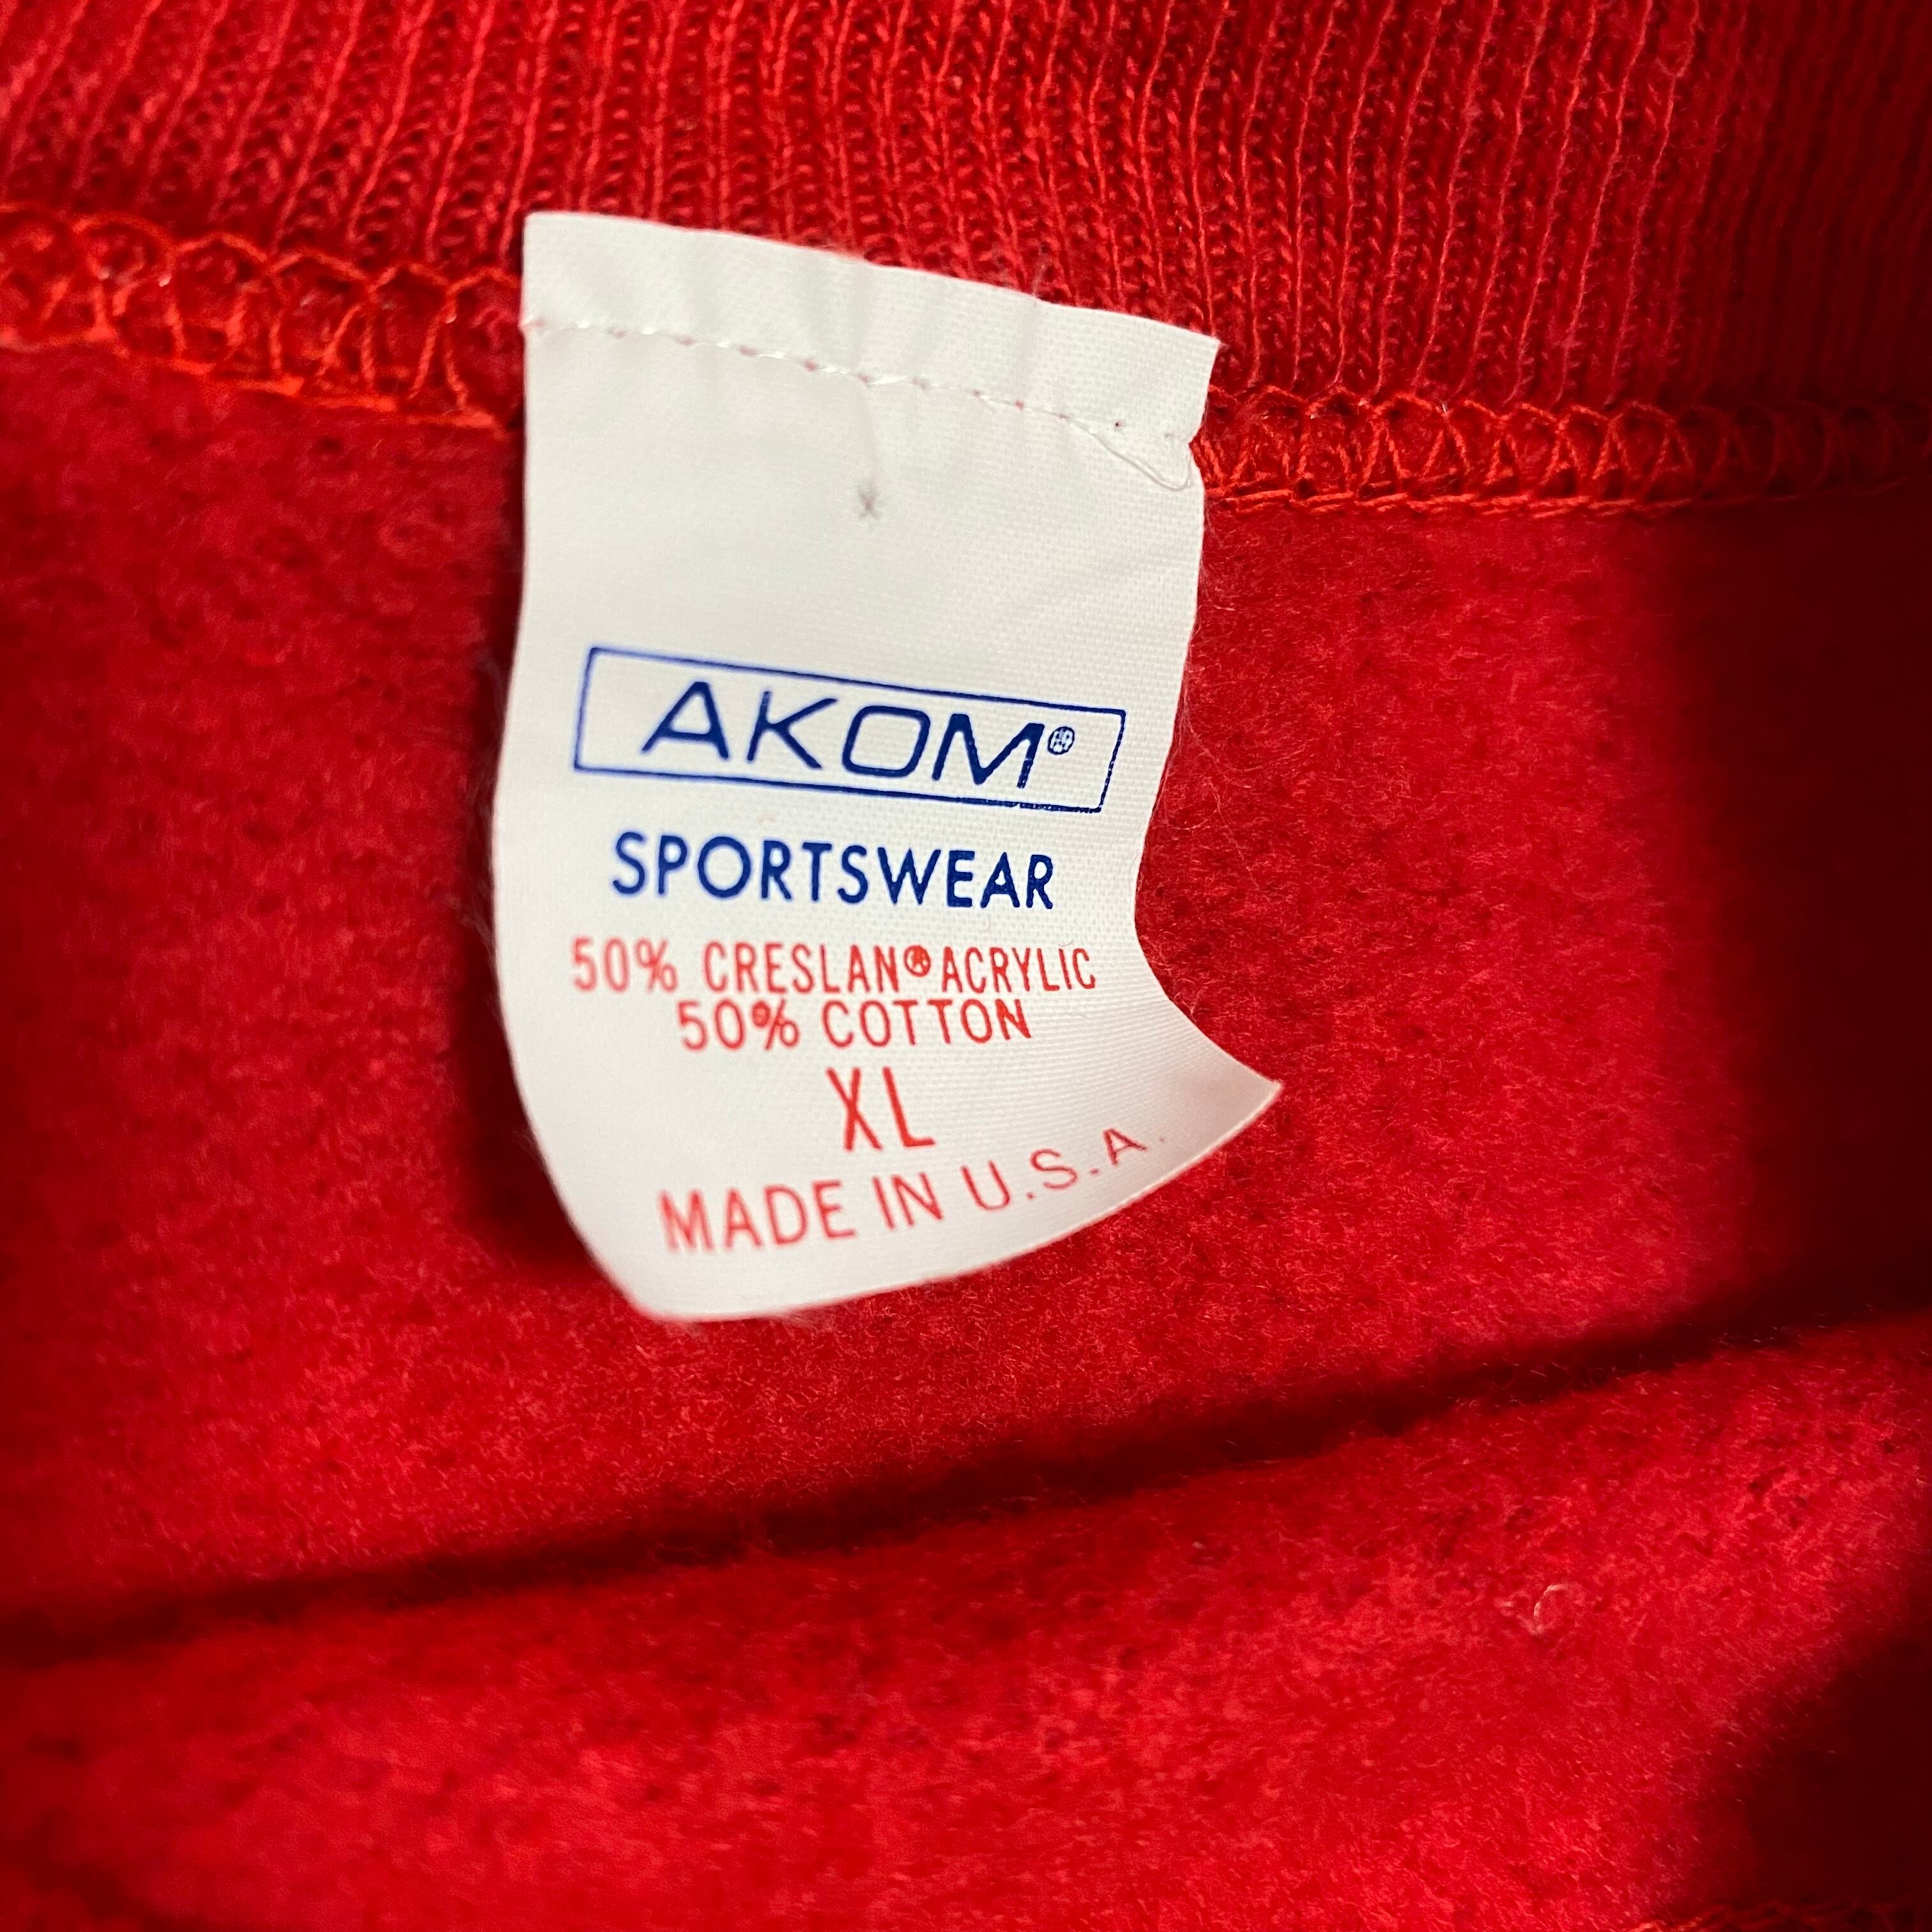 AKOM®
SPORTSWEAR
50% CRESLAN® ACRYLIC
50% COTTON
XL
MADE IN U.S.A.